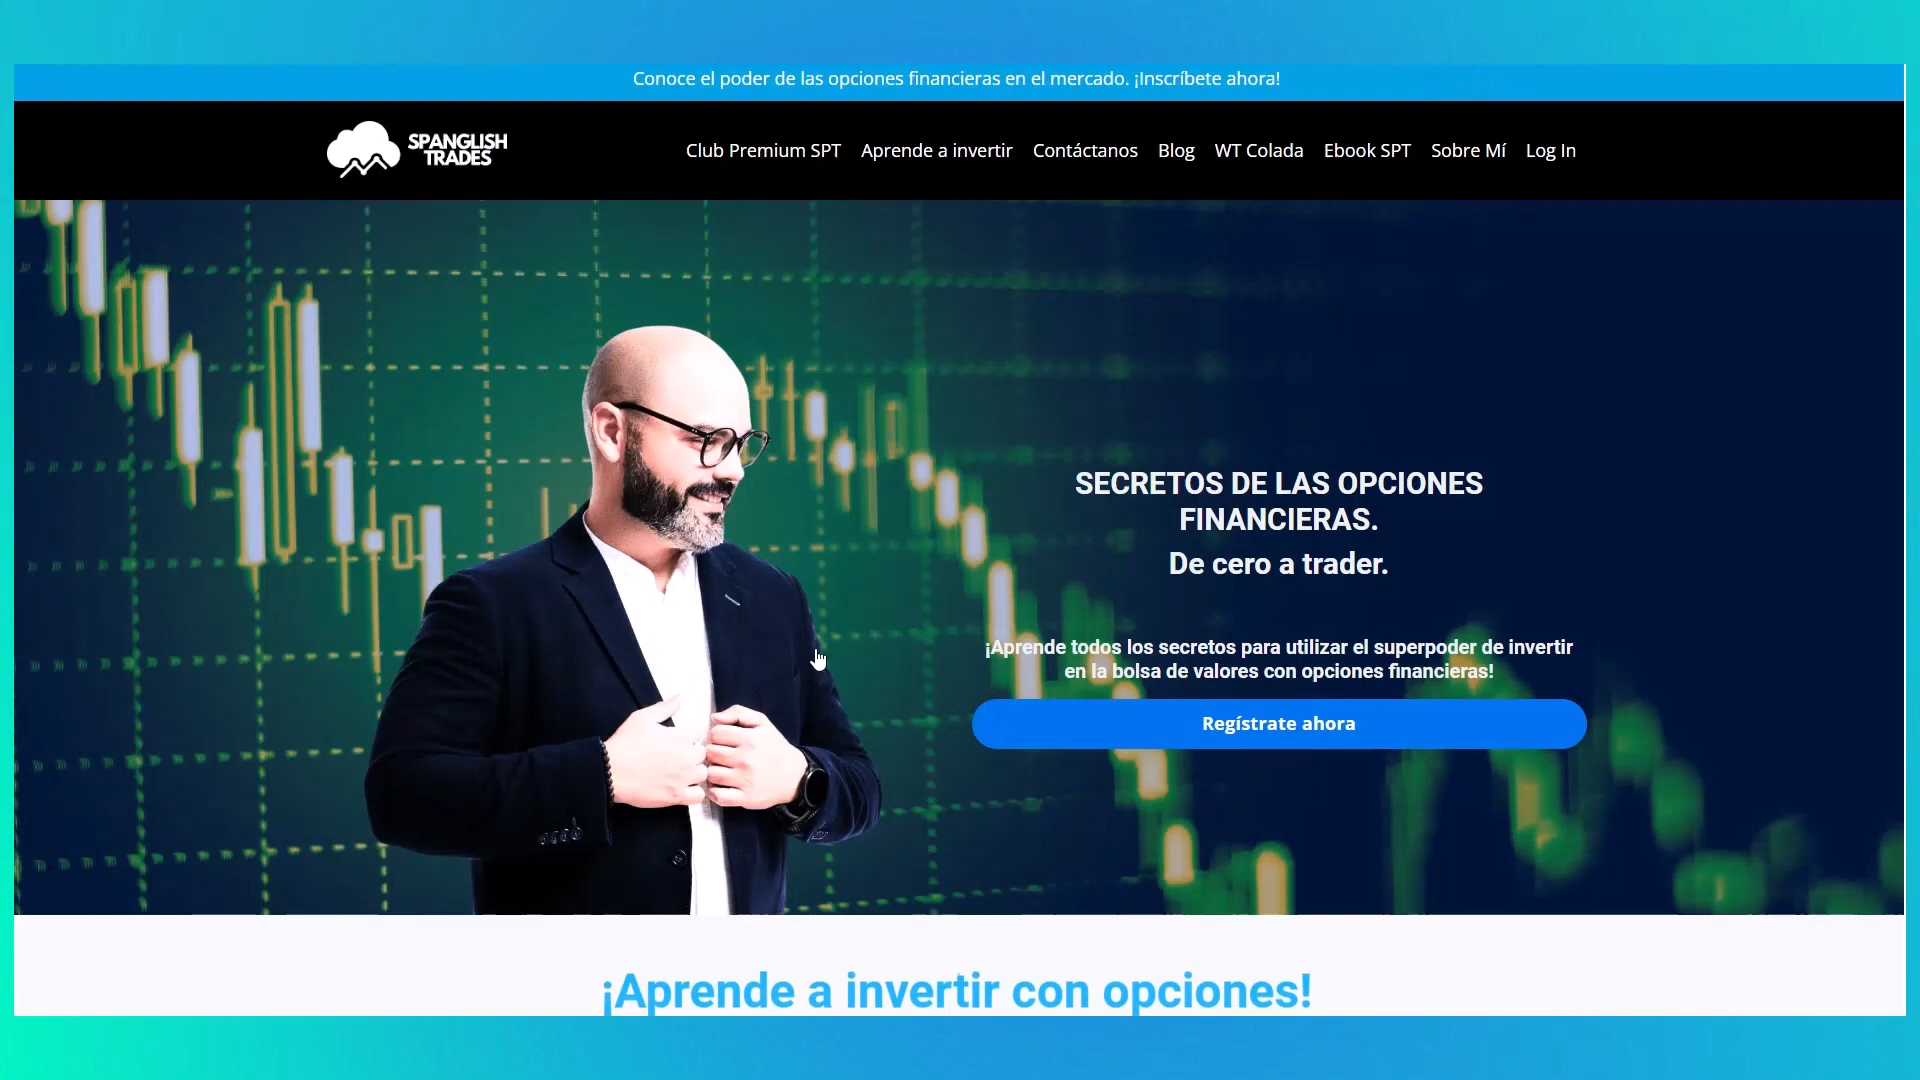 Conoce el poder de las opciones financieras en el mercado. ¡Inscríbete ahora!
SPANGLISH
TRADES
Club Premium SPT Aprende a invertir Contáctanos Blog WT Colada Ebook SPT Sobre Mí Log In
SECRETOS DE LAS OPCIONES
FINANCIERAS.
De cero a trader.
¡Aprende todos los secretos para utilizar el superpoder de invertir
en la bolsa de valores con opciones financieras!
Regístrate ahora
¡Aprende a invertir con opciones!